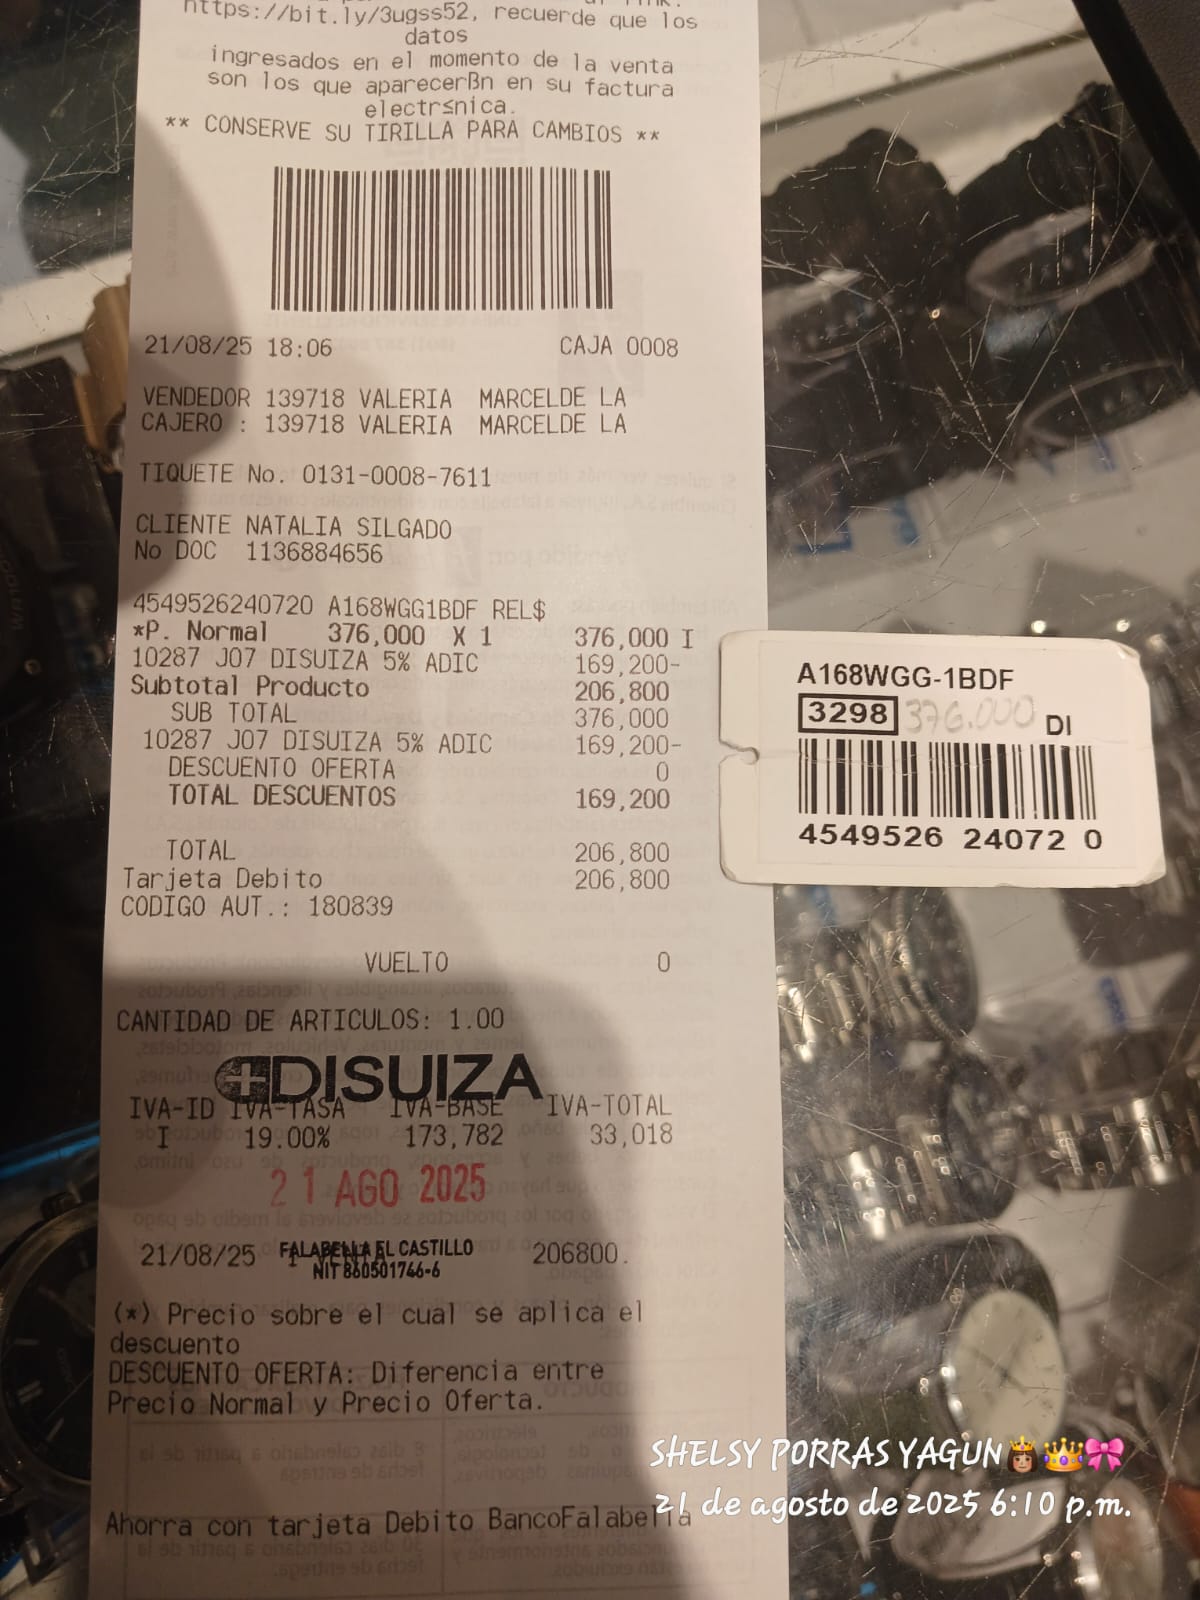 https://bit.ly/3ugss52, recuerde que los
datos
ingresados en el momento de la venta
son los que aparecerßn en su factura
electr≤nica.
** CONSERVE SU TIRILLA PARA CAMBIOS **
21/08/25 18:06 CAJA 0008
VENDEDOR 139718 VALERIA MARCELDE LA
CAJERO : 139718 VALERIA MARCELDE LA
TIQUETE No. 0131-0008-7611
CLIENTE NATALIA SILGADO
No DOC 1136884656
4549526240720 A168WGG1BDF REL$
*P. Normal 376,000 X 1 376,000 I
10287 J07 DISUIZA 5% ADIC 169,200-
Subtotal Producto 206,800
SUB TOTAL 376,000
10287 J07 DISUIZA 5% ADIC 169,200-
DESCUENTO OFERTA 0
TOTAL DESCUENTOS 169,200
TOTAL 206,800
Tarjeta Debito 206,800
CODIGO AUT.: 180839
VUELTO 0
CANTIDAD DE ARTICULOS: 1.00
DISUIZA
IVA-ID IVA-TASA IVA-BASE IVA-TOTAL
I 19.00% 173,782 33,018
21 AGO 2025
FALABELLA EL CASTILLO
NIT 860501746-6
21/08/25 206800.
(*) Precio sobre el cual se aplica el
descuento
DESCUENTO OFERTA: Diferencia entre
Precio Normal y Precio Oferta.
Ahorra con tarjeta Debito BancoFalabella
A168WGG-1BDF
3298 376.000 DI
4549526 24072 0
SHELSY PORRAS YAGUN👸🏽👑🎀
21 de agosto de 2025 6:10 p.m.